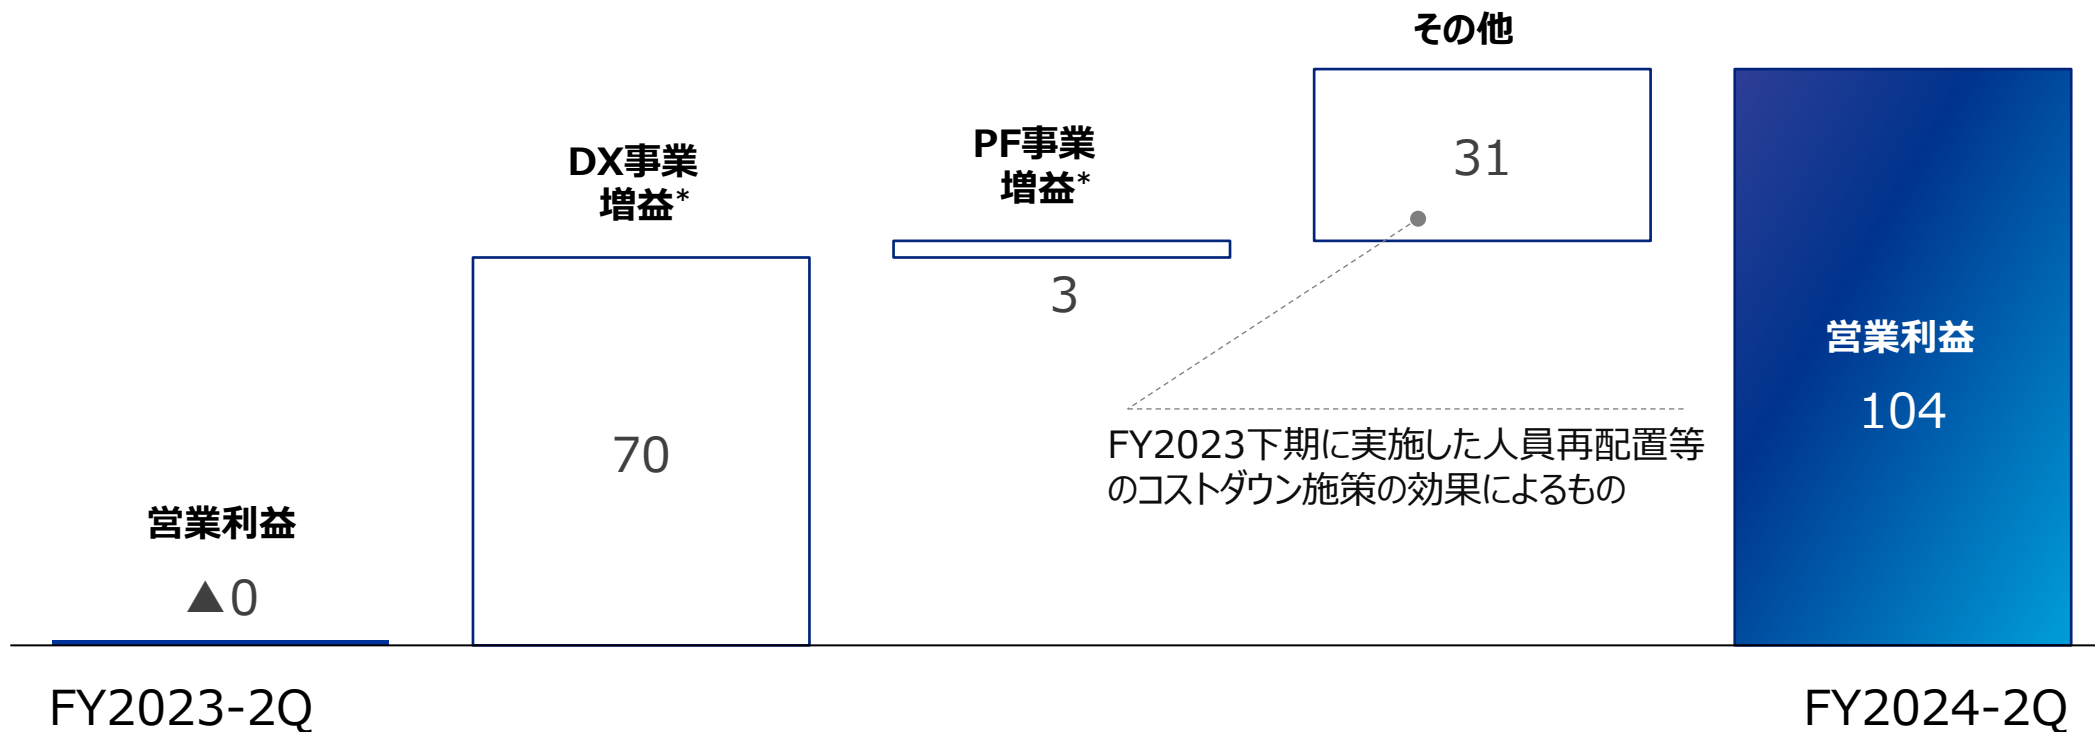 営業利益
▲0
FY2023-2Q
DX事業
増益*
70
PF事業
増益*
3
その他
31
FY2023下期に実施した人員再配置等
のコストダウン施策の効果によるもの
営業利益
104
FY2024-2Q